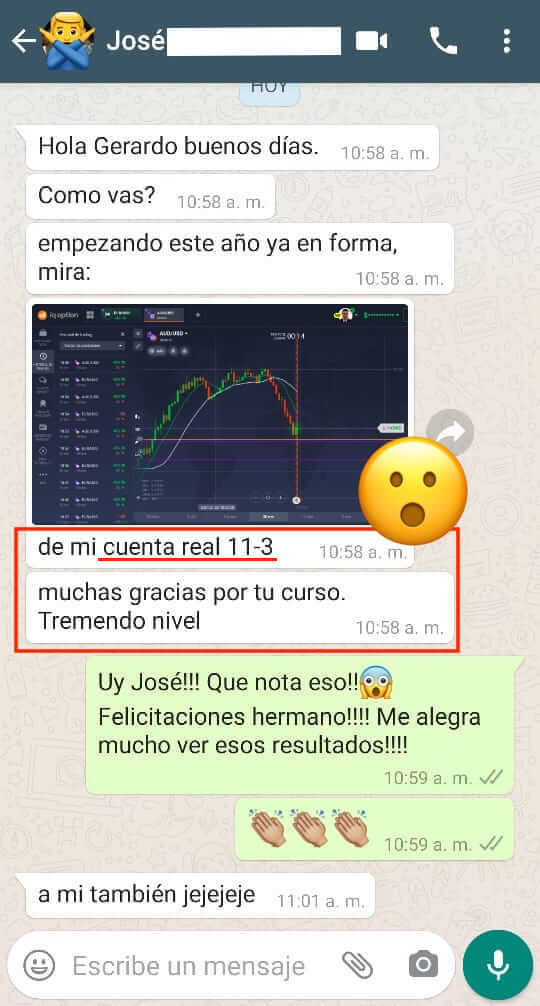 José
HOY
Hola Gerardo buenos días. 10:58 a. m.
Como vas? 10:58 a. m.
empezando este año ya en forma,
mira: 10:58 a. m.
iq option
AUD/USD
00:14
de mi cuenta real 11-3 10:58 a. m.
muchas gracias por tu curso.
Tremendo nivel 10:58 a. m.
Uy José!!! Que nota eso!!😱
Felicitaciones hermano!!!! Me alegra
mucho ver esos resultados!!!!
10:59 a. m.
👏🏼👏🏼👏🏼 10:59 a. m.
a mi también jejejeje 11:01 a. m.
Escribe un mensaje